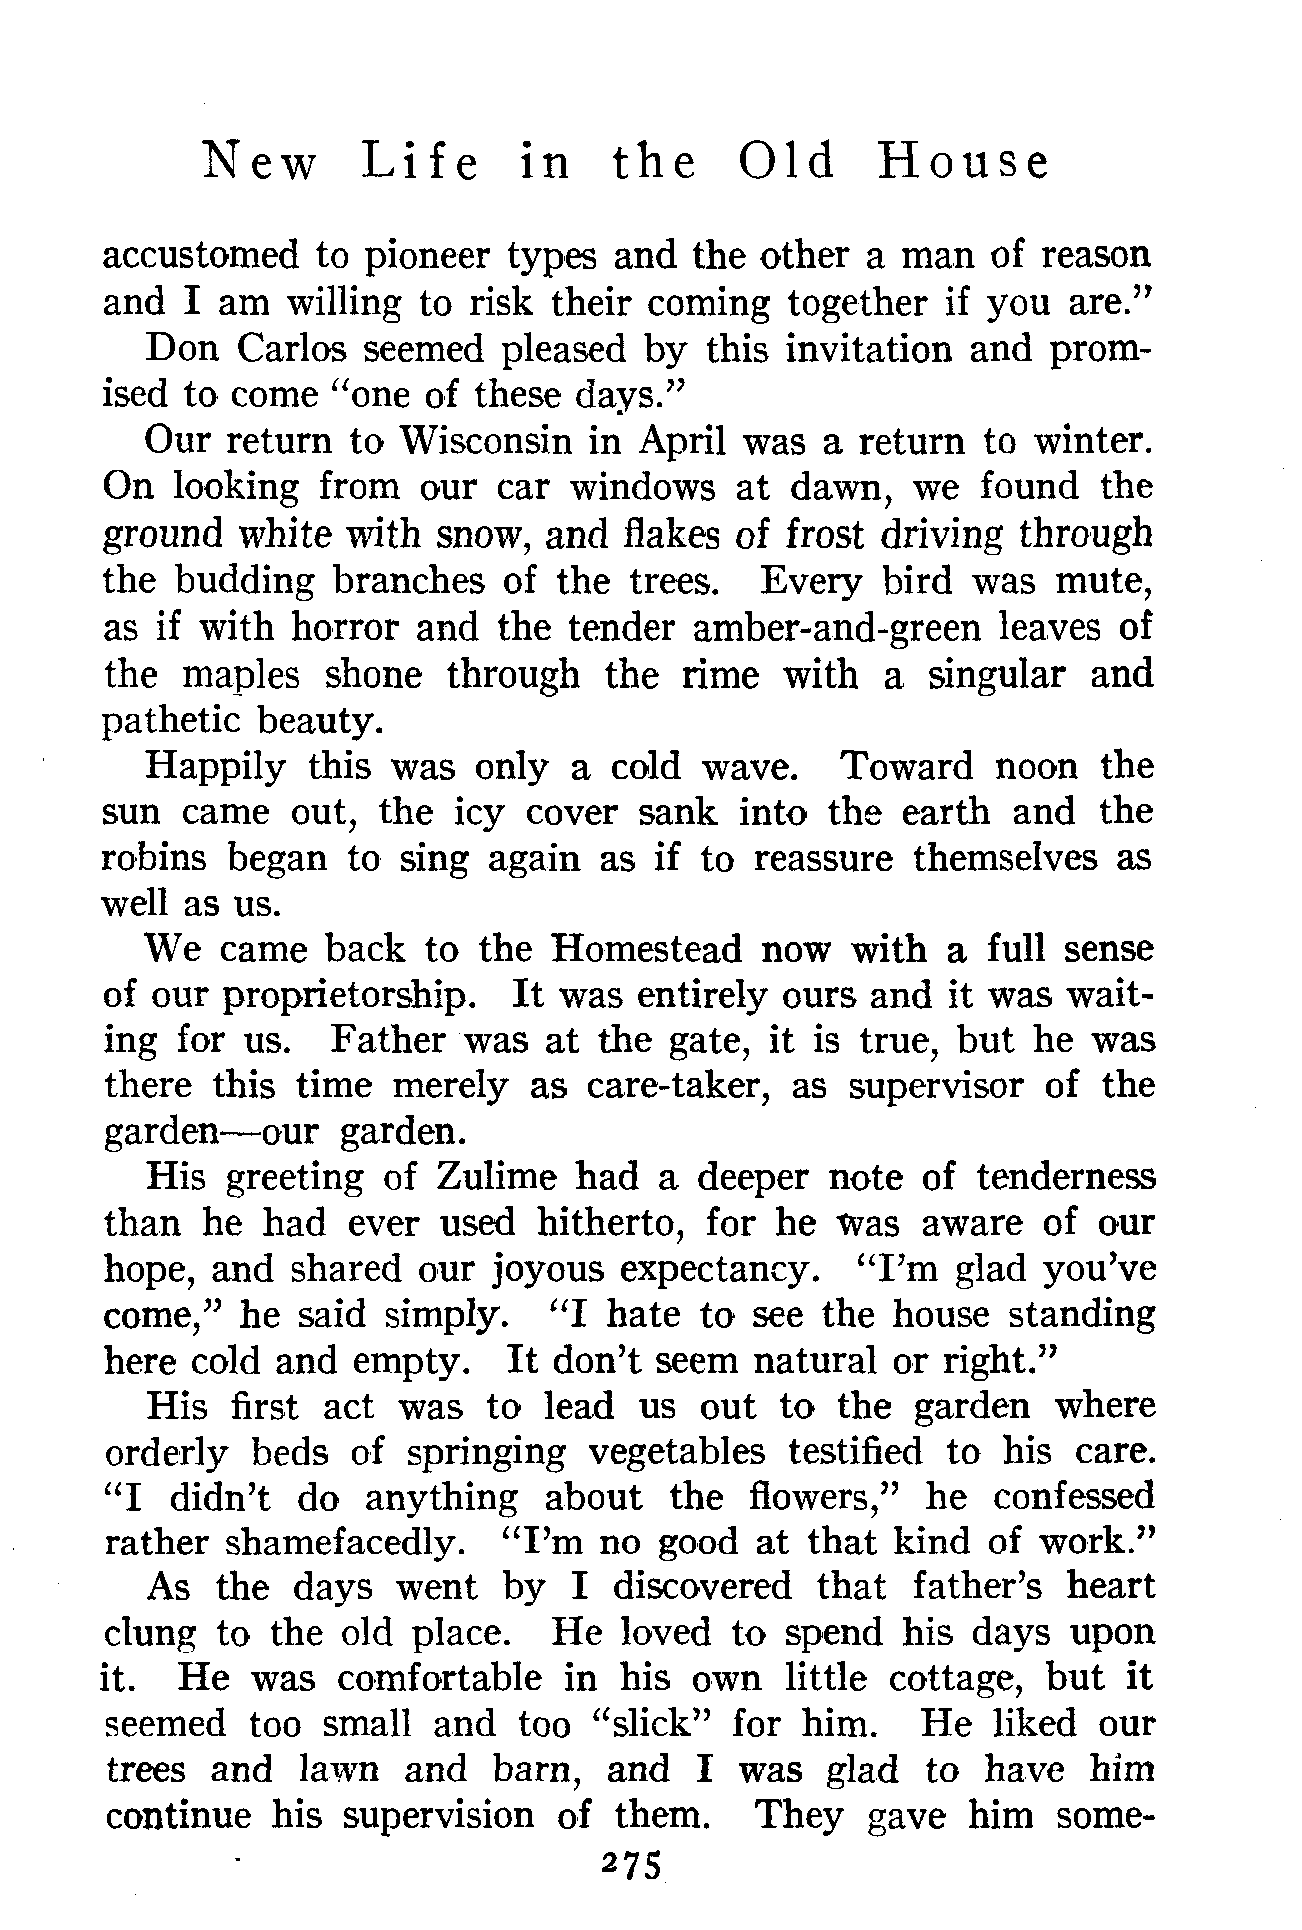 New Life in the Old House
accustomed to pioneer types and the other a man of reason
and I am willing to risk their coming together if you are."
Don Carlos seemed pleased by this invitation and prom-
ised to come "one of these days."
Our return to Wisconsin in April was a return to winter.
On looking from our car windows at dawn, we found the
ground white with snow, and flakes of frost driving through
the budding branches of the trees. Every bird was mute,
as if with horror and the tender amber-and-green leaves of
the maples shone through the rime with a singular and
pathetic beauty.
Happily this was only a cold wave. Toward noon the
sun came out, the icy cover sank into the earth and the
robins began to sing again as if to reassure themselves as
well as us.
We came back to the Homestead now with a full sense
of our proprietorship. It was entirely ours and it was wait-
ing for us. Father was at the gate, it is true, but he was
there this time merely as care-taker, as supervisor of the
garden—our garden.
His greeting of Zulime had a deeper note of tenderness
than he had ever used hitherto, for he was aware of our
hope, and shared our joyous expectancy. "I'm glad you've
come," he said simply. "I hate to see the house standing
here cold and empty. It don't seem natural or right."
His first act was to lead us out to the garden where
orderly beds of springing vegetables testified to his care.
"I didn't do anything about the flowers," he confessed
rather shamefacedly. "I'm no good at that kind of work."
As the days went by I discovered that father's heart
clung to the old place. He loved to spend his days upon
it. He was comfortable in his own little cottage, but it
seemed too small and too "slick" for him. He liked our
trees and lawn and barn, and I was glad to have him
continue his supervision of them. They gave him some-
275